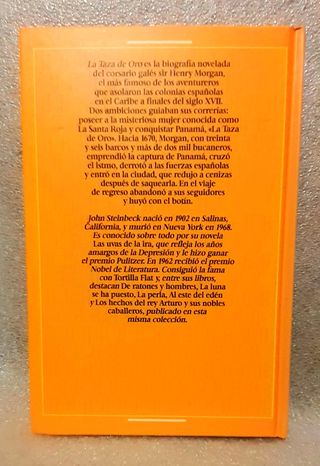 La Taza de Oro es la biografía novelada
del corsario galés sir Henry Morgan,
el más famoso de los aventureros
que asolaron las colonias españolas
en el Caribe a finales del siglo XVII.
Dos ambiciones guiaban sus correrías:
poseer a la misteriosa mujer conocida como
La Santa Roja y conquistar Panamá, «La Taza
de Oro». Hacia 1670, Morgan, con treinta
y seis barcos y más de dos mil bucaneros,
emprendió la captura de Panamá, cruzó
el istmo, derrotó a las fuerzas españolas
y entró en la ciudad, que redujo a cenizas
después de saquearla. En el viaje
de regreso abandonó a sus seguidores
y huyó con el botín.
John Steinbeck nació en 1902 en Salinas,
California, y murió en Nueva York en 1968.
Es conocido sobre todo por su novela
Las uvas de la ira, que refleja los años
amargos de la Depresión y le hizo ganar
el premio Pulitzer. En 1962 recibió el premio
Nobel de Literatura. Consiguió la fama
con Tortilla Flat y, entre sus libros,
destacan De ratones y hombres, La luna
se ha puesto, La perla, Al este del edén
y Los hechos del rey Arturo y sus nobles
caballeros, publicado en esta
misma colección.